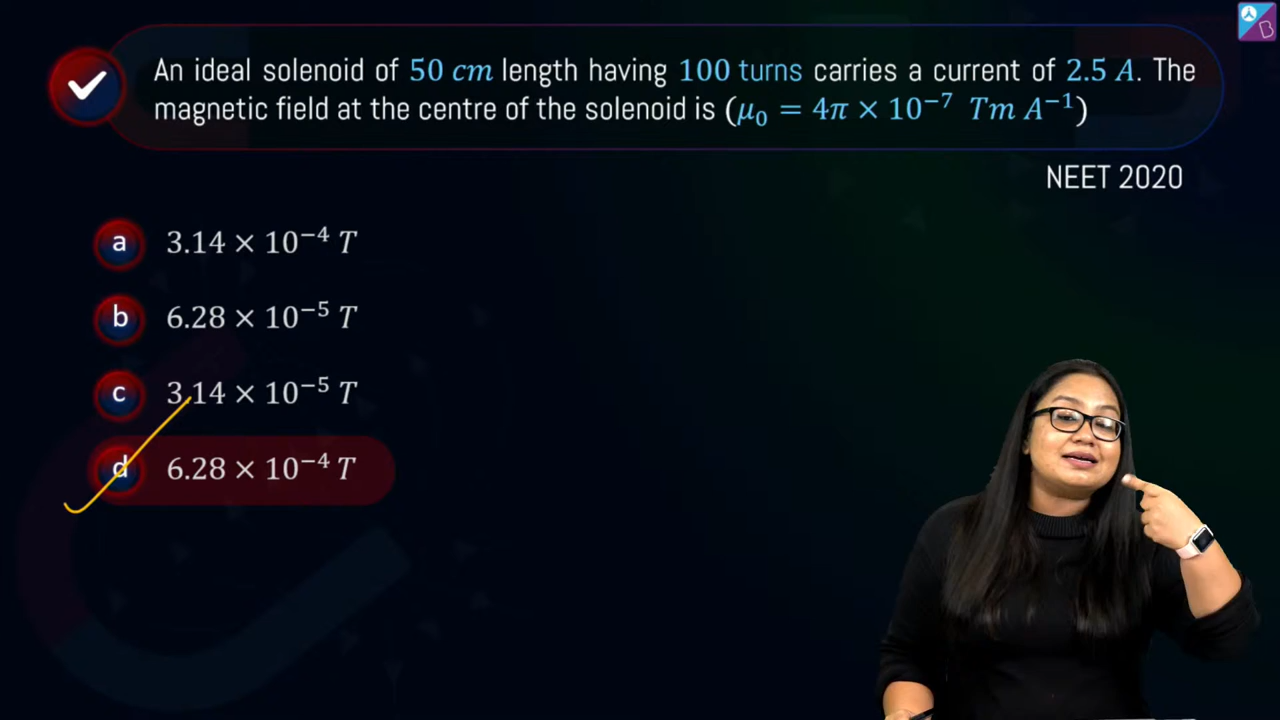 An ideal solenoid of 50 cm length having 100 turns carries a current of 2.5 A. The
magnetic field at the centre of the solenoid is (μ₀ = 4π × 10⁻⁷ Tm A⁻¹)
NEET 2020
a 3.14 × 10⁻⁴ T
b 6.28 × 10⁻⁵ T
c 3.14 × 10⁻⁵ T
d 6.28 × 10⁻⁴ T
B